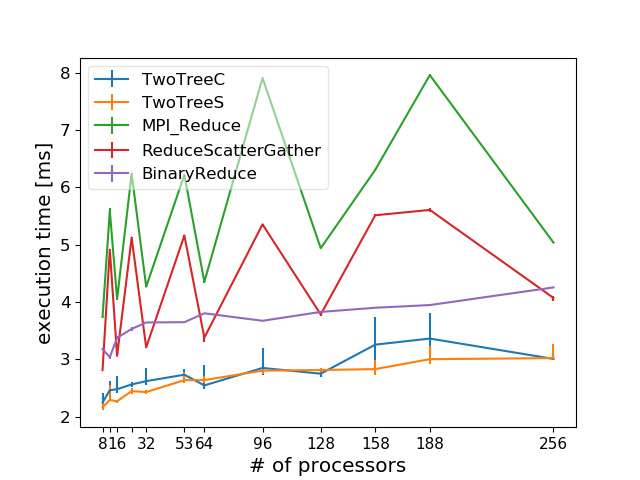 8
7
6
5
4
3
2
execution time [ms]
TwoTreeC
TwoTreeS
MPI_Reduce
ReduceScatterGather
BinaryReduce
8 16 32 53 64 96 128 158 188 256
# of processors